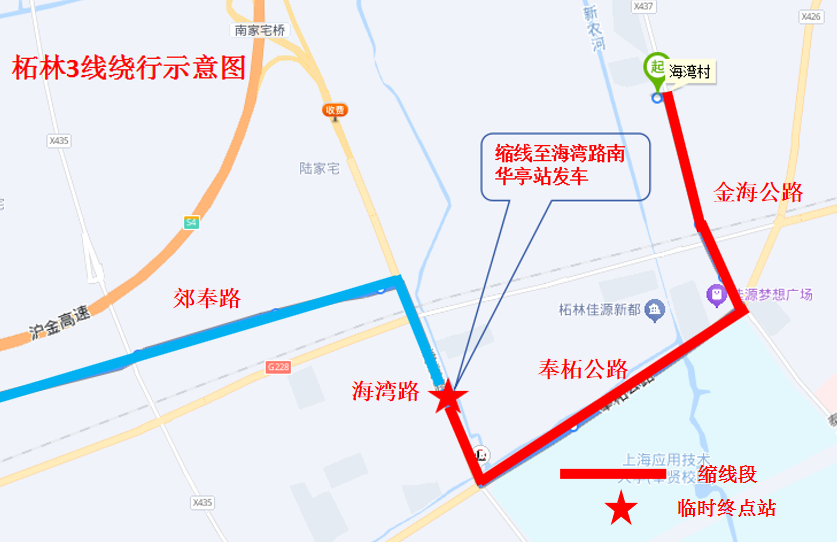 X437
X426
新农河
南家宅桥
柘林3线绕行示意图
起
海湾村
收费
X435
缩线至海湾路南
华亭站发车
陆家宅
金海公路
S4
郊奉路
佳源梦想广场
柘林佳源新都
沪金高速
G228
海湾路
奉柘公路
上海应用技术
缩线段
X435
临时终点站